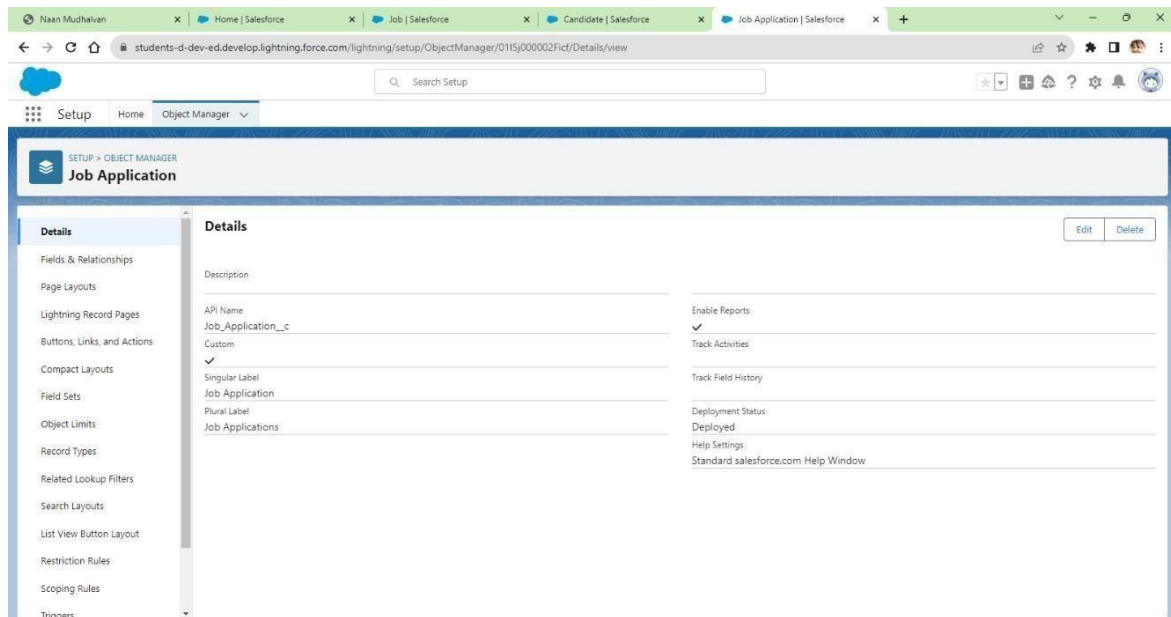 Naan Mudhalvan
Home | Salesforce
Job | Salesforce
Candidate | Salesforce
Job Application | Salesforce
students-d-dev-ed.develop.lightning.force.com/lightning/setup/ObjectManager/01I5j000002Ficf/Details/view
Search Setup
Setup Home Object Manager
SETUP > OBJECT MANAGER
Job Application
Details
Fields & Relationships
Page Layouts
Lightning Record Pages
Buttons, Links, and Actions
Compact Layouts
Field Sets
Object Limits
Record Types
Related Lookup Filters
Search Layouts
List View Button Layout
Restriction Rules
Scoping Rules
Triggers
Details
Edit Delete
Description
API Name
Job_Application__c
Custom
Singular Label
Job Application
Plural Label
Job Applications
Enable Reports
Track Activities
Track Field History
Deployment Status
Deployed
Help Settings
Standard salesforce.com Help Window